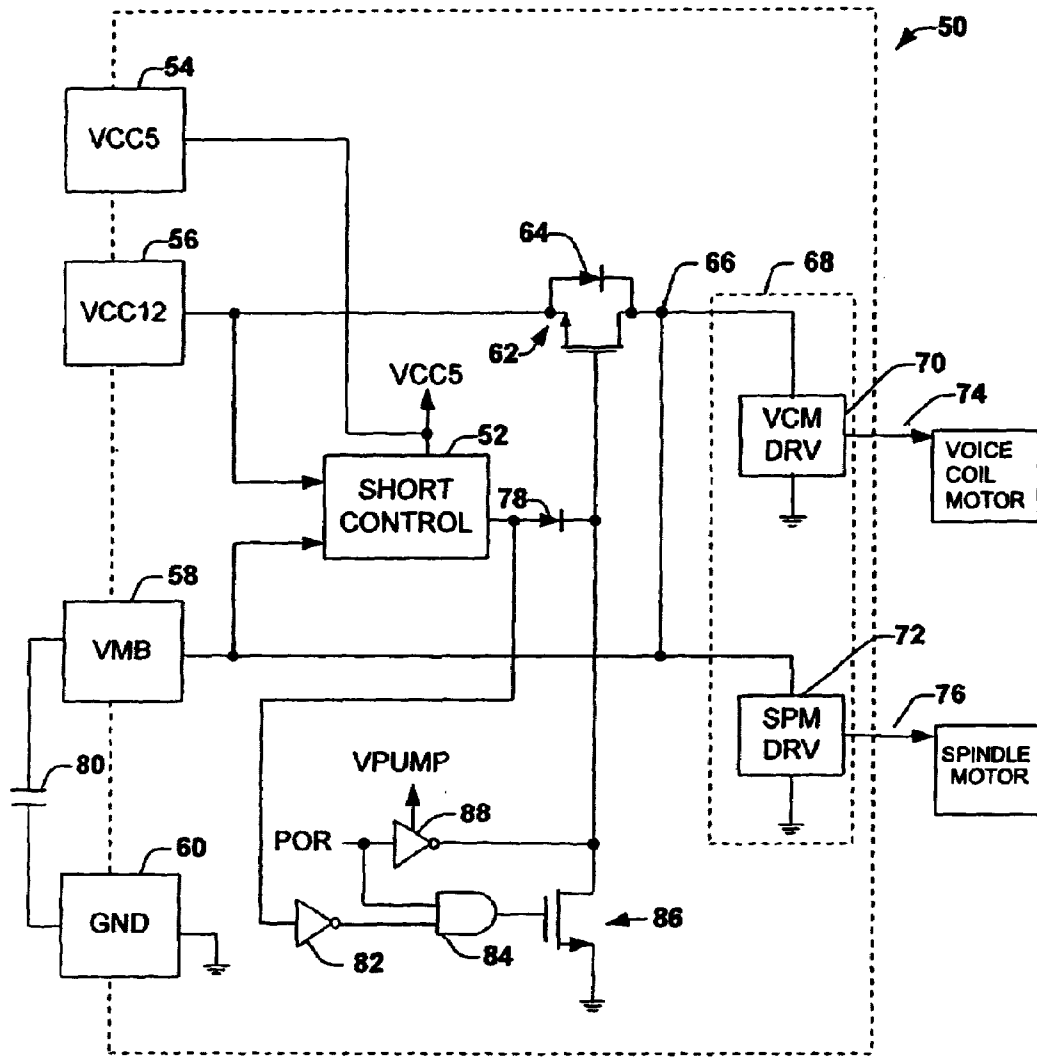 50
54
VCC5
56
VCC12
64
66
68
62
VCC5
52
SHORT
CONTROL
78
70
VCM
DRV
74
VOICE
COIL
MOTOR
58
VMB
72
SPM
DRV
76
SPINDLE
MOTOR
80
VPUMP
88
POR
60
GND
82
84
86